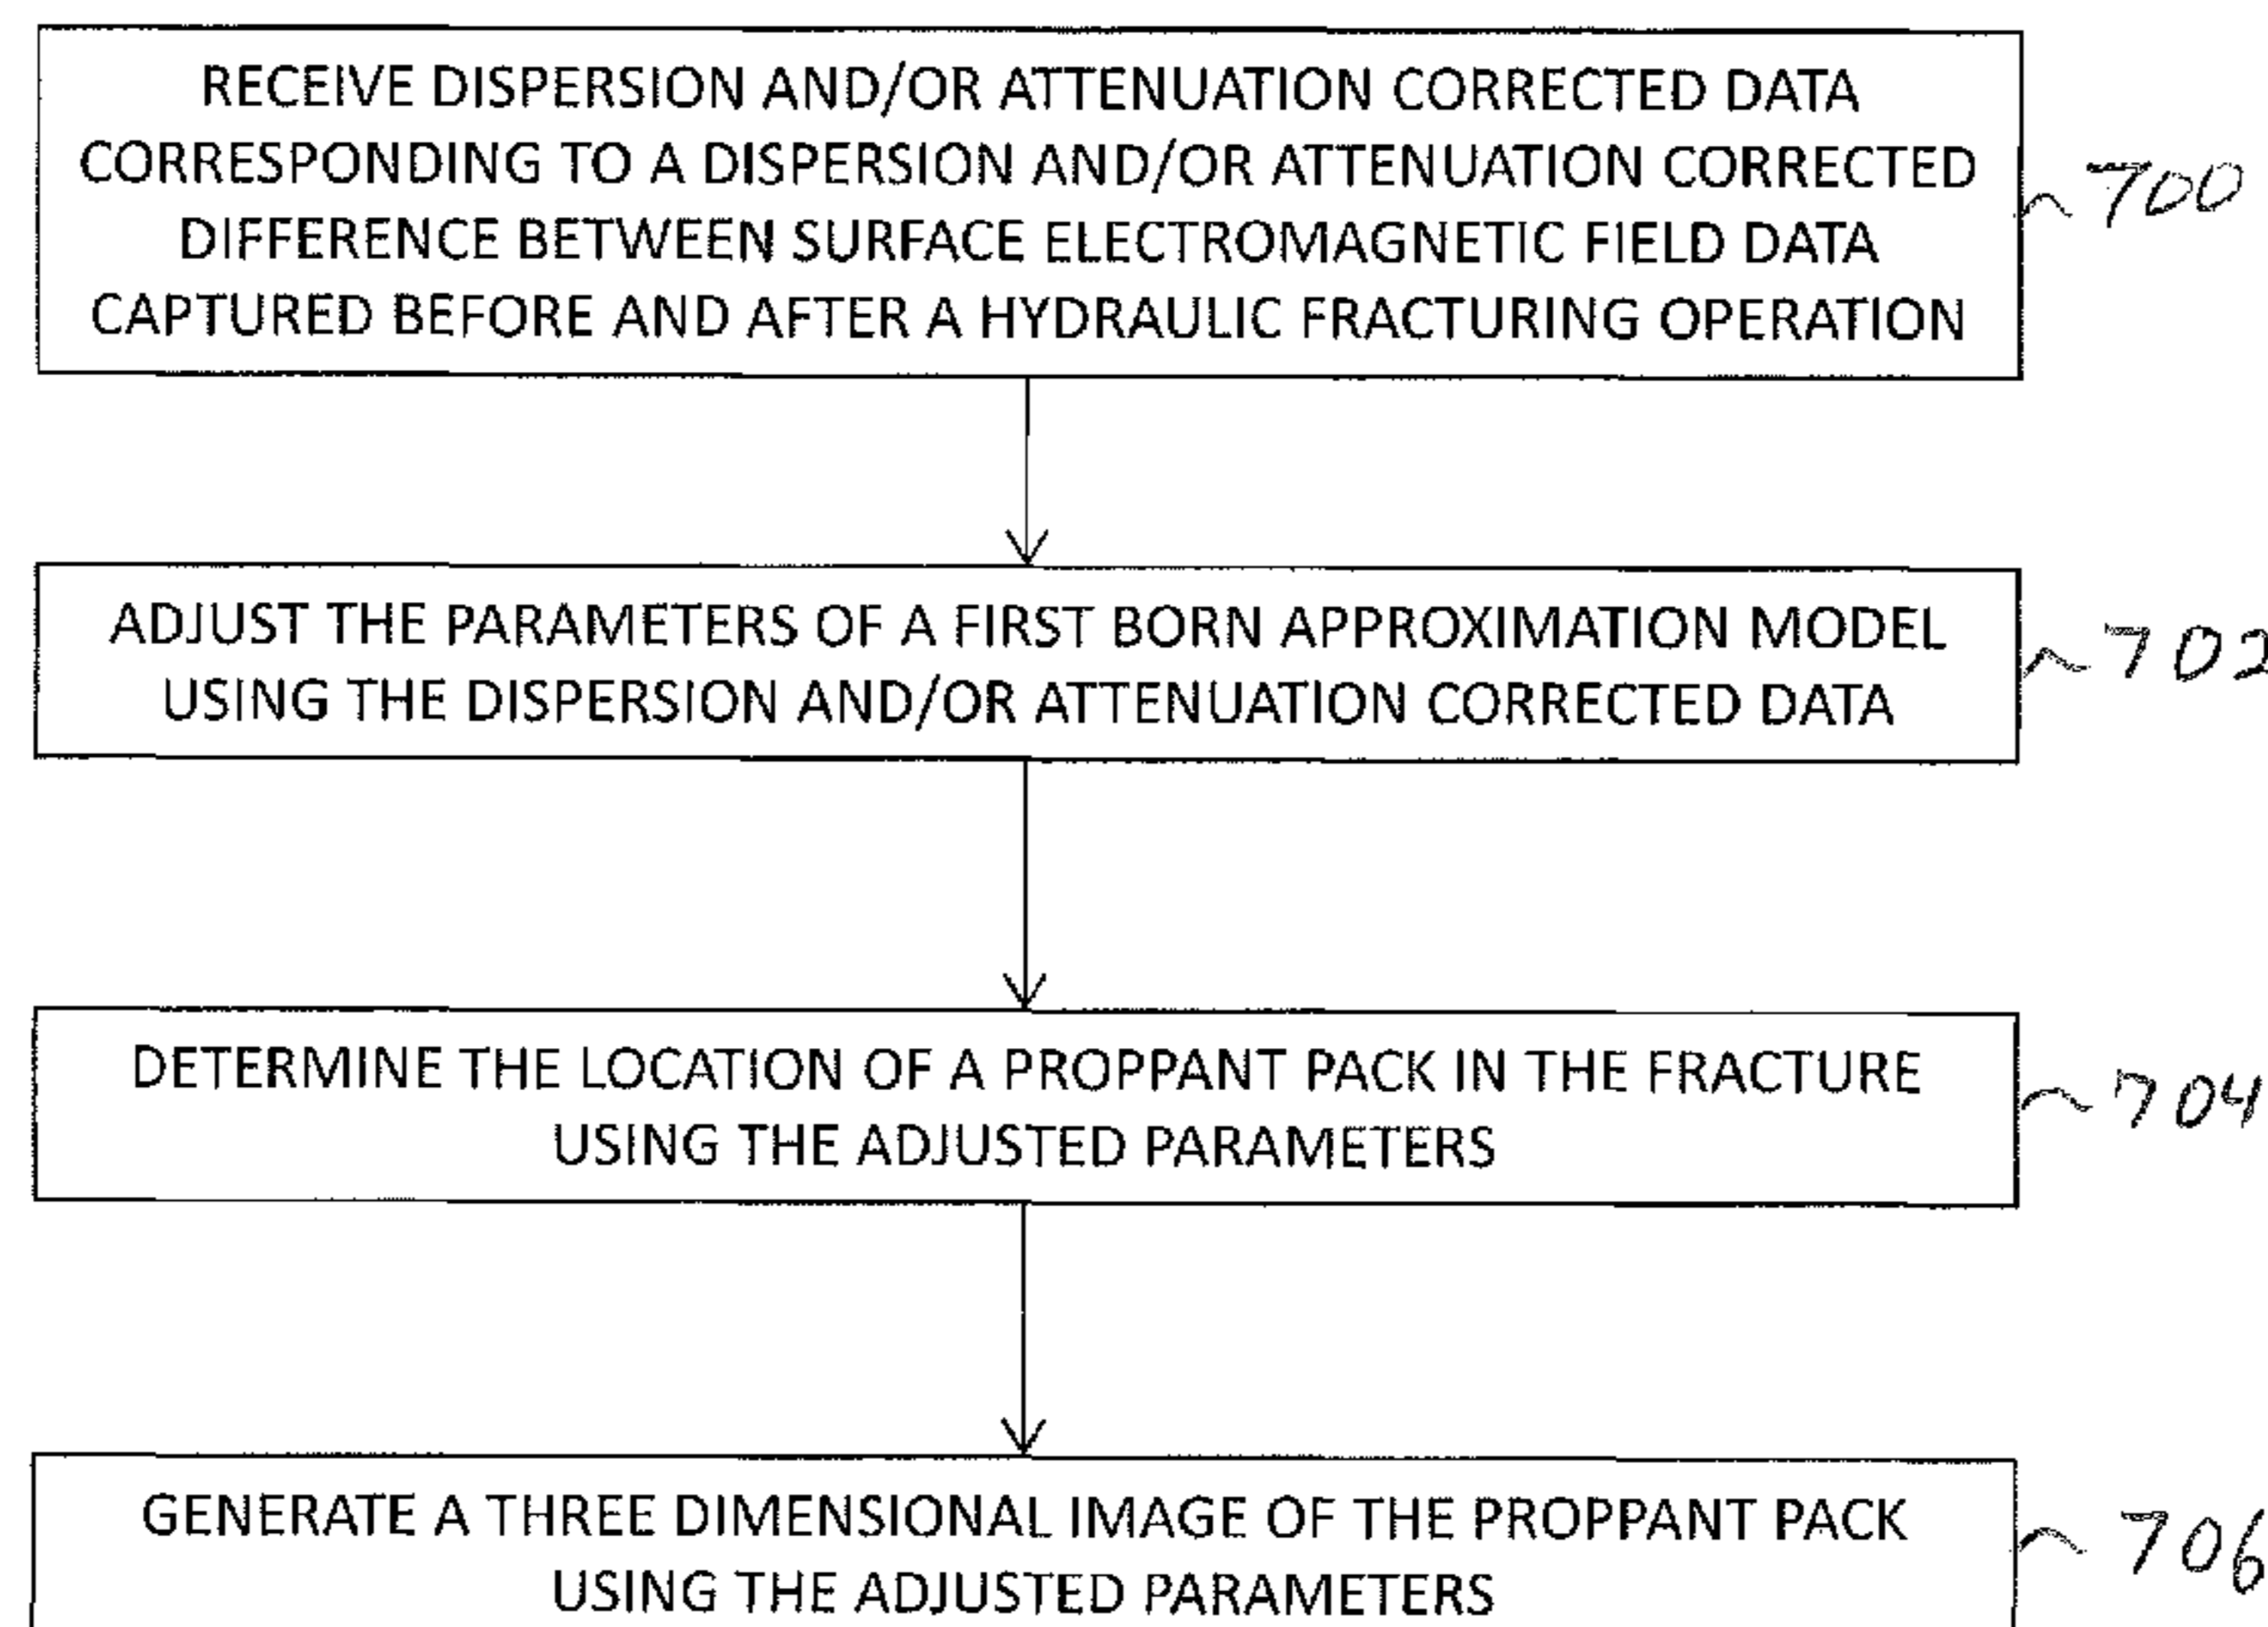 RECEIVE DISPERSION AND/OR ATTENUATION CORRECTED DATA
CORRESPONDING TO A DISPERSION AND/OR ATTENUATION CORRECTED
DIFFERENCE BETWEEN SURFACE ELECTROMAGNETIC FIELD DATA
CAPTURED BEFORE AND AFTER A HYDRAULIC FRACTURING OPERATION
700
ADJUST THE PARAMETERS OF A FIRST BORN APPROXIMATION MODEL
USING THE DISPERSION AND/OR ATTENUATION CORRECTED DATA
702
DETERMINE THE LOCATION OF A PROPPANT PACK IN THE FRACTURE
USING THE ADJUSTED PARAMETERS
704
GENERATE A THREE DIMENSIONAL IMAGE OF THE PROPPANT PACK
USING THE ADJUSTED PARAMETERS
706